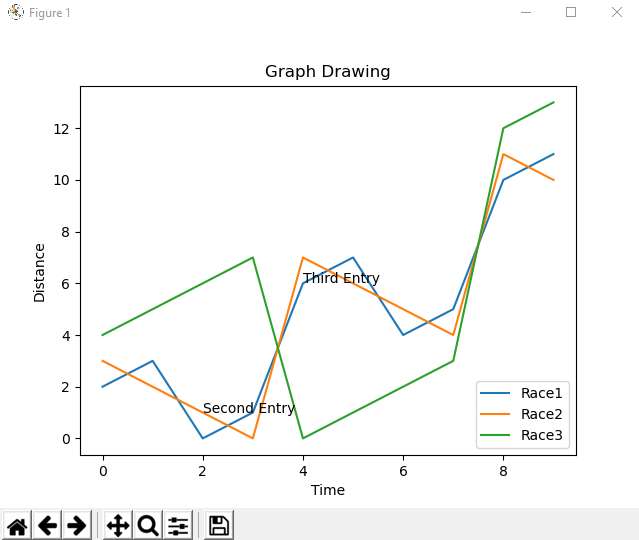 Figure 1
Graph Drawing
12
10
8
6
4
2
0
Distance
Third Entry
Second Entry
Race1
Race2
Race3
0 2 4 6 8
Time